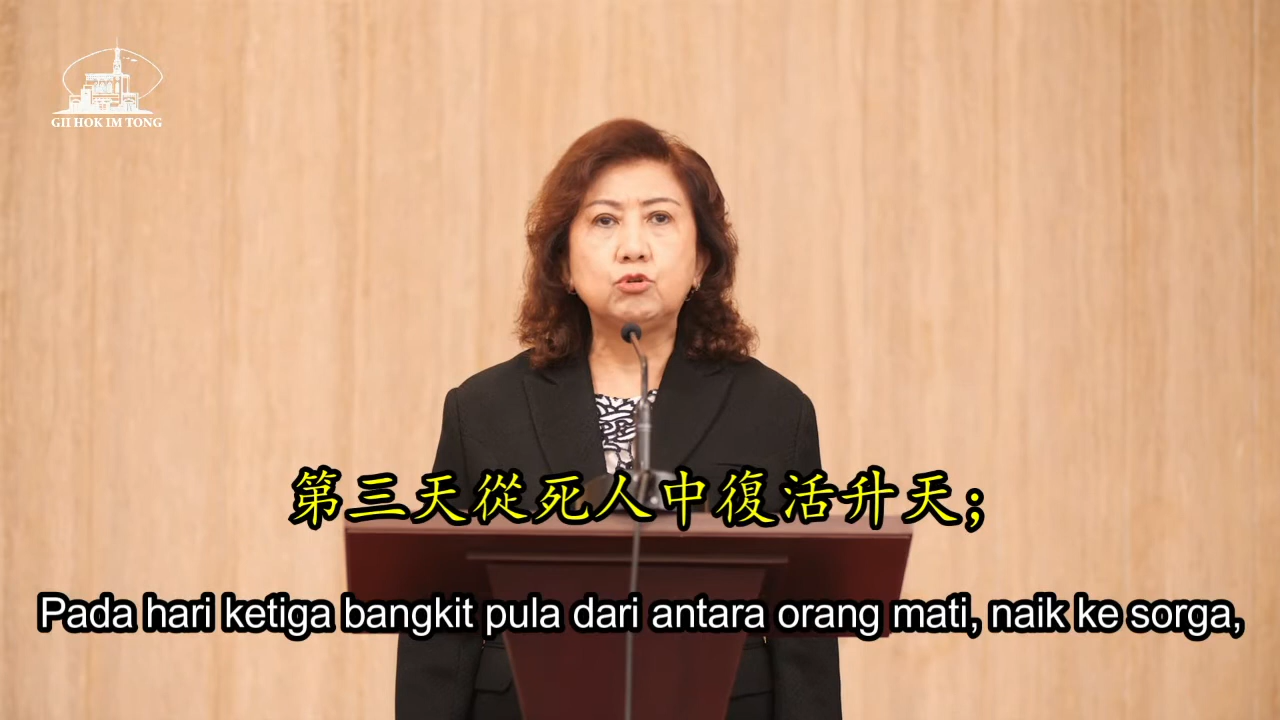 GII HOK IM TONG
第三天從死人中復活升天;
Pada hari ketiga bangkit pula dari antara orang mati, naik ke sorga,